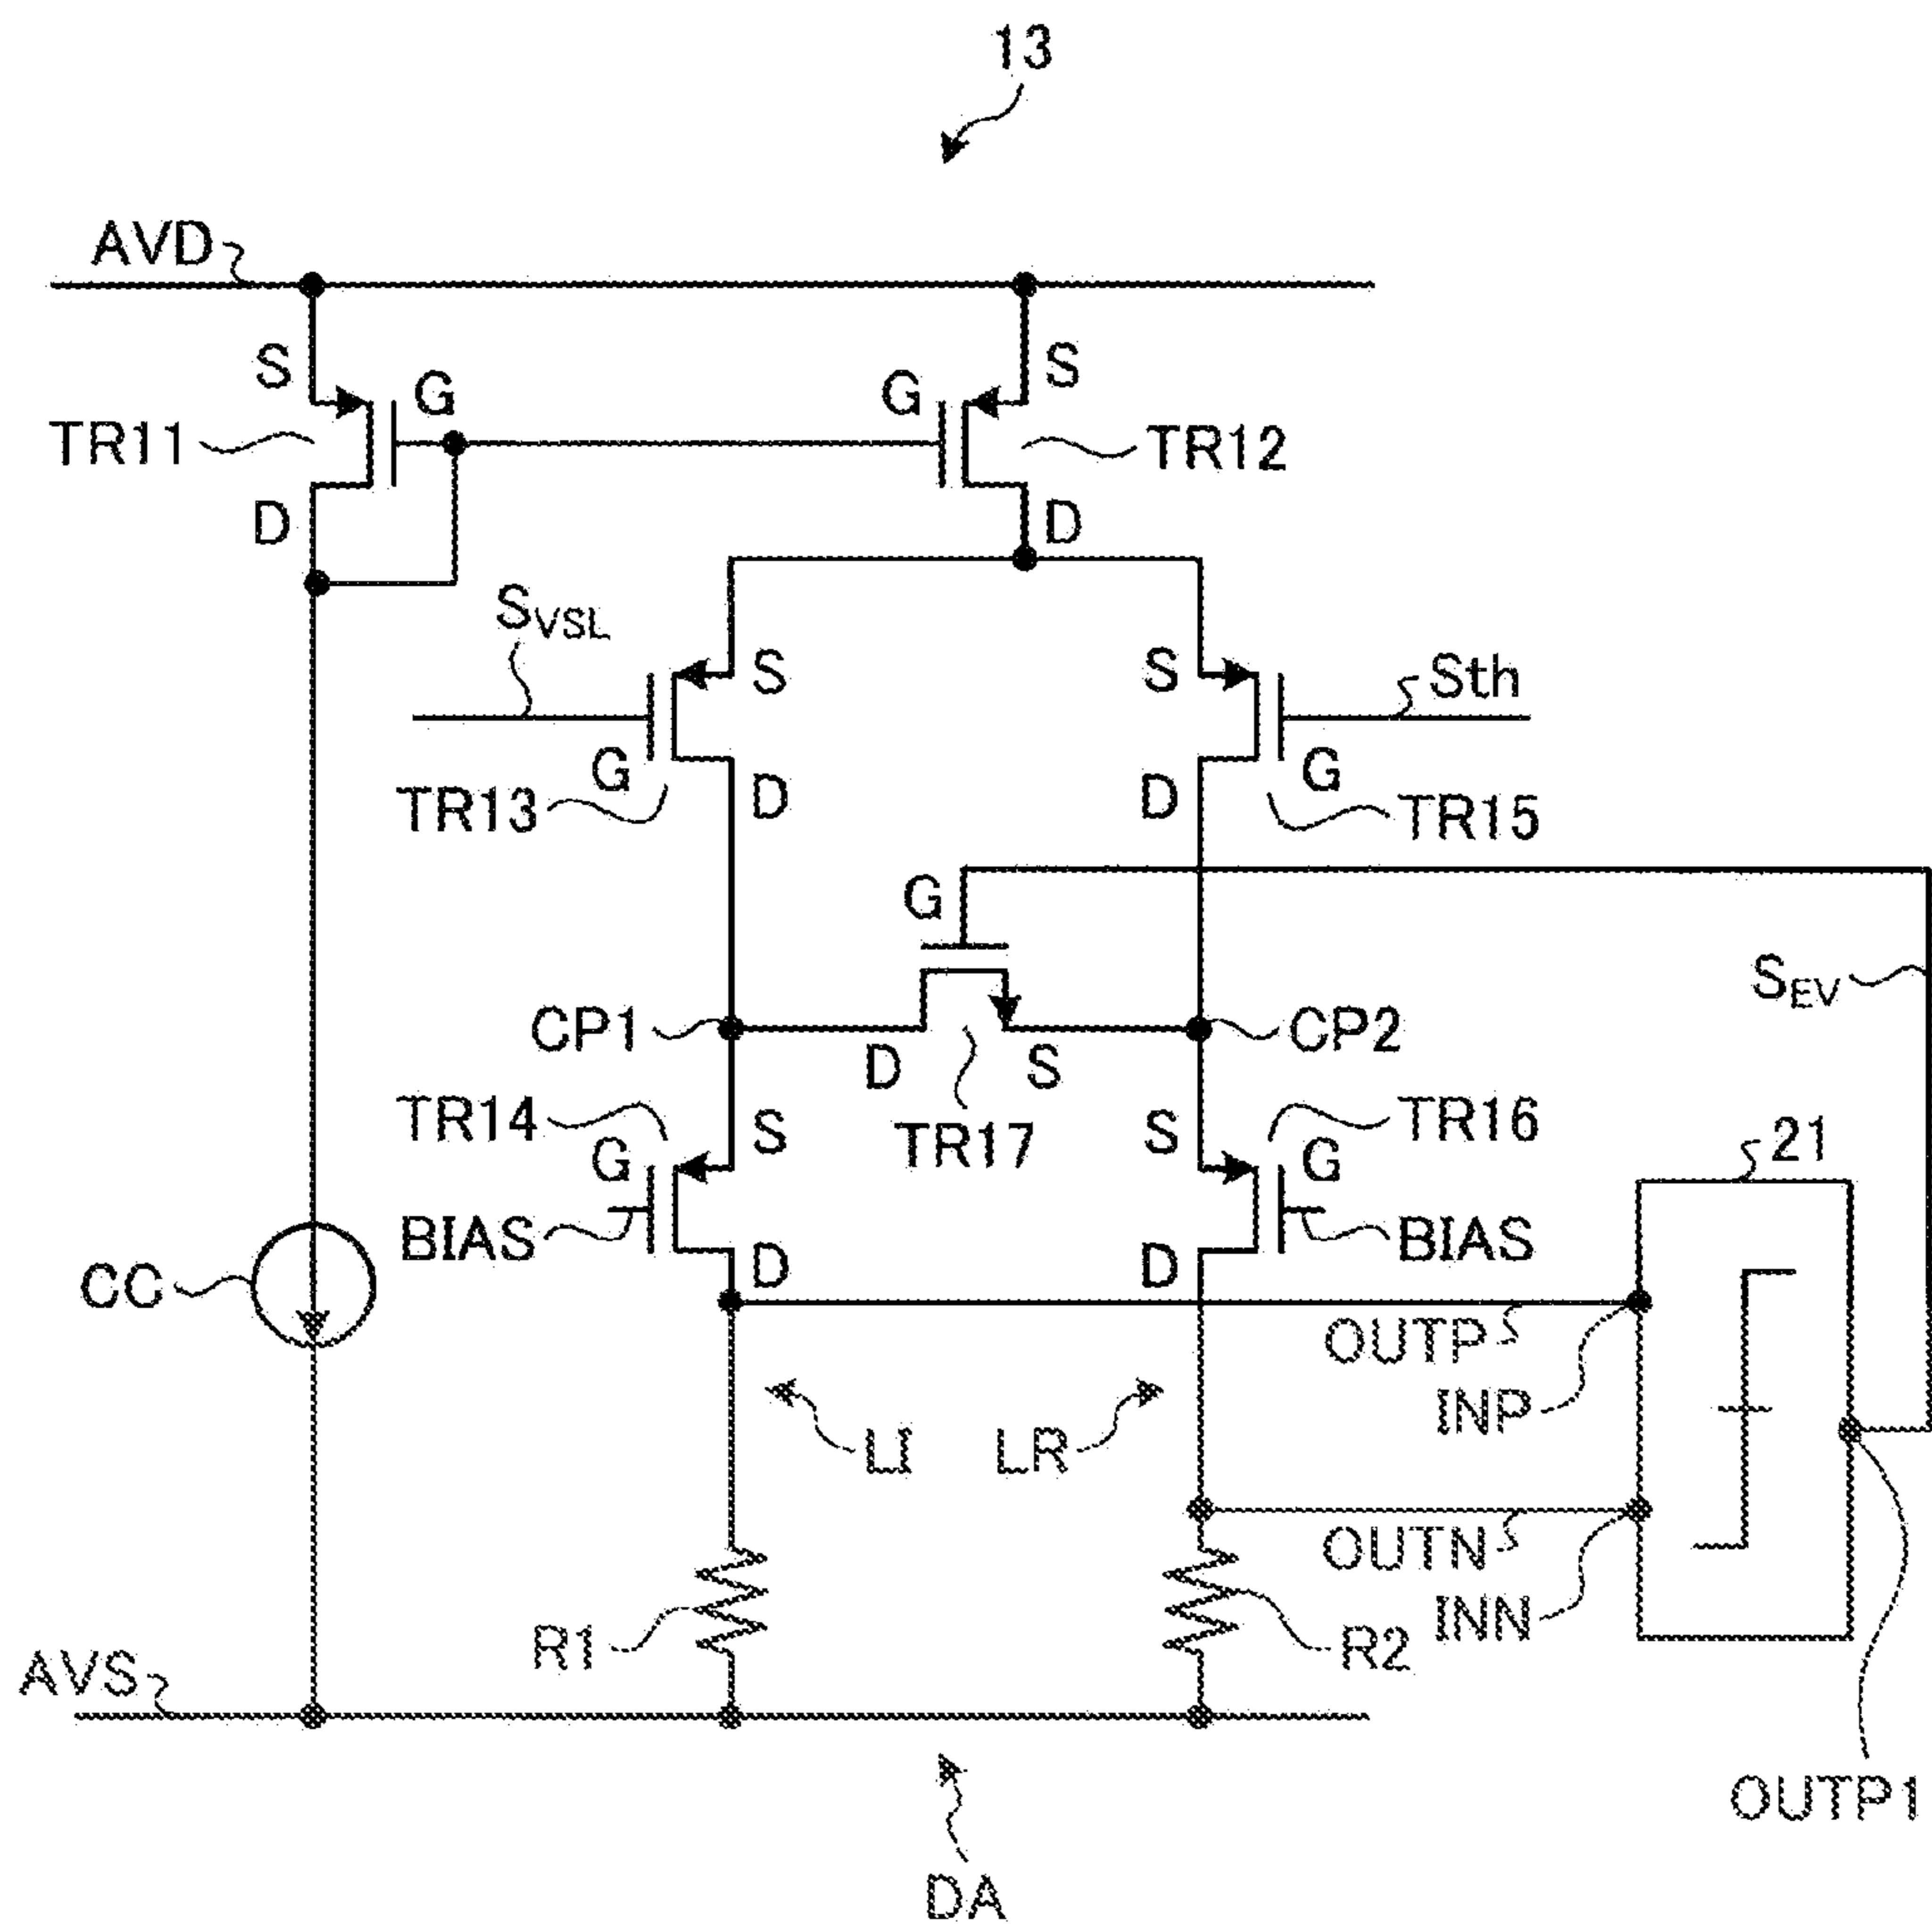 13
AVD
S
G
G
S
TR11
TR12
D
D
SVSL
S
S
Sth
G
D
D
G
TR13
TR15
G
SEV
CP1
D
S
CP2
TR14
G
S
TR17
S
G
TR16
21
BIAS
D
D
BIAS
CC
OUTP
INP
LI
LR
OUTN
INN
R1
R2
AVS
OUTP1
DA